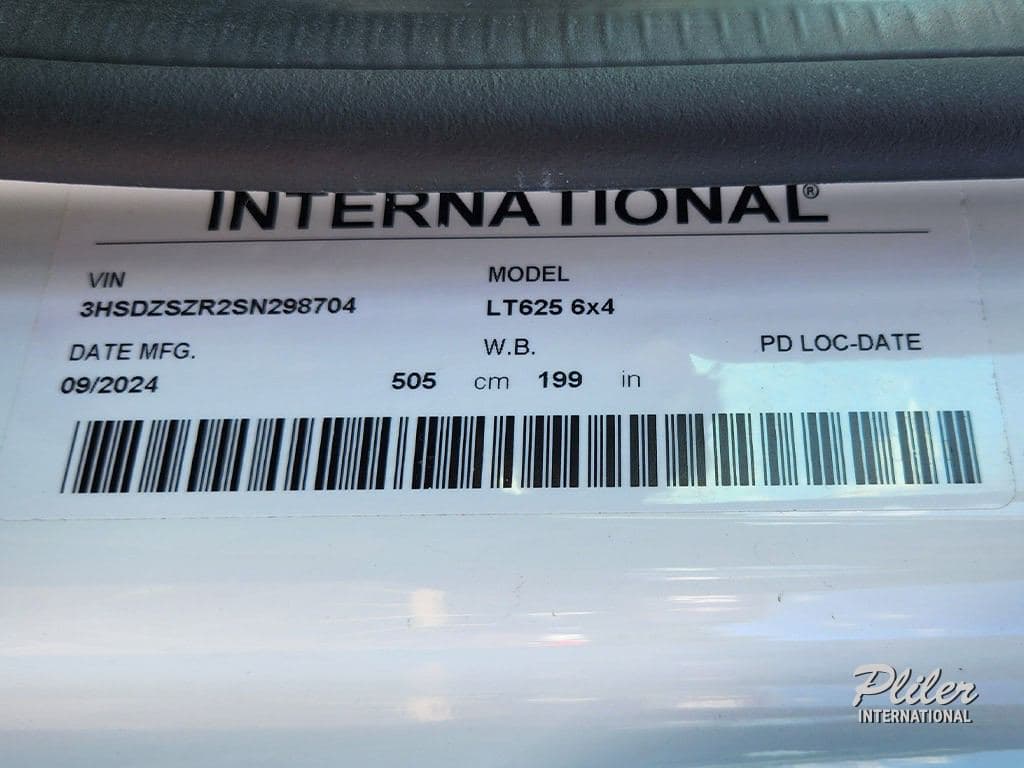 INTERNATIONAL®
VIN MODEL
3HSDZSZR2SN298704 LT625 6x4
DATE MFG. W.B. PD LOC-DATE
09/2024 505 cm 199 in
Pliler
INTERNATIONAL